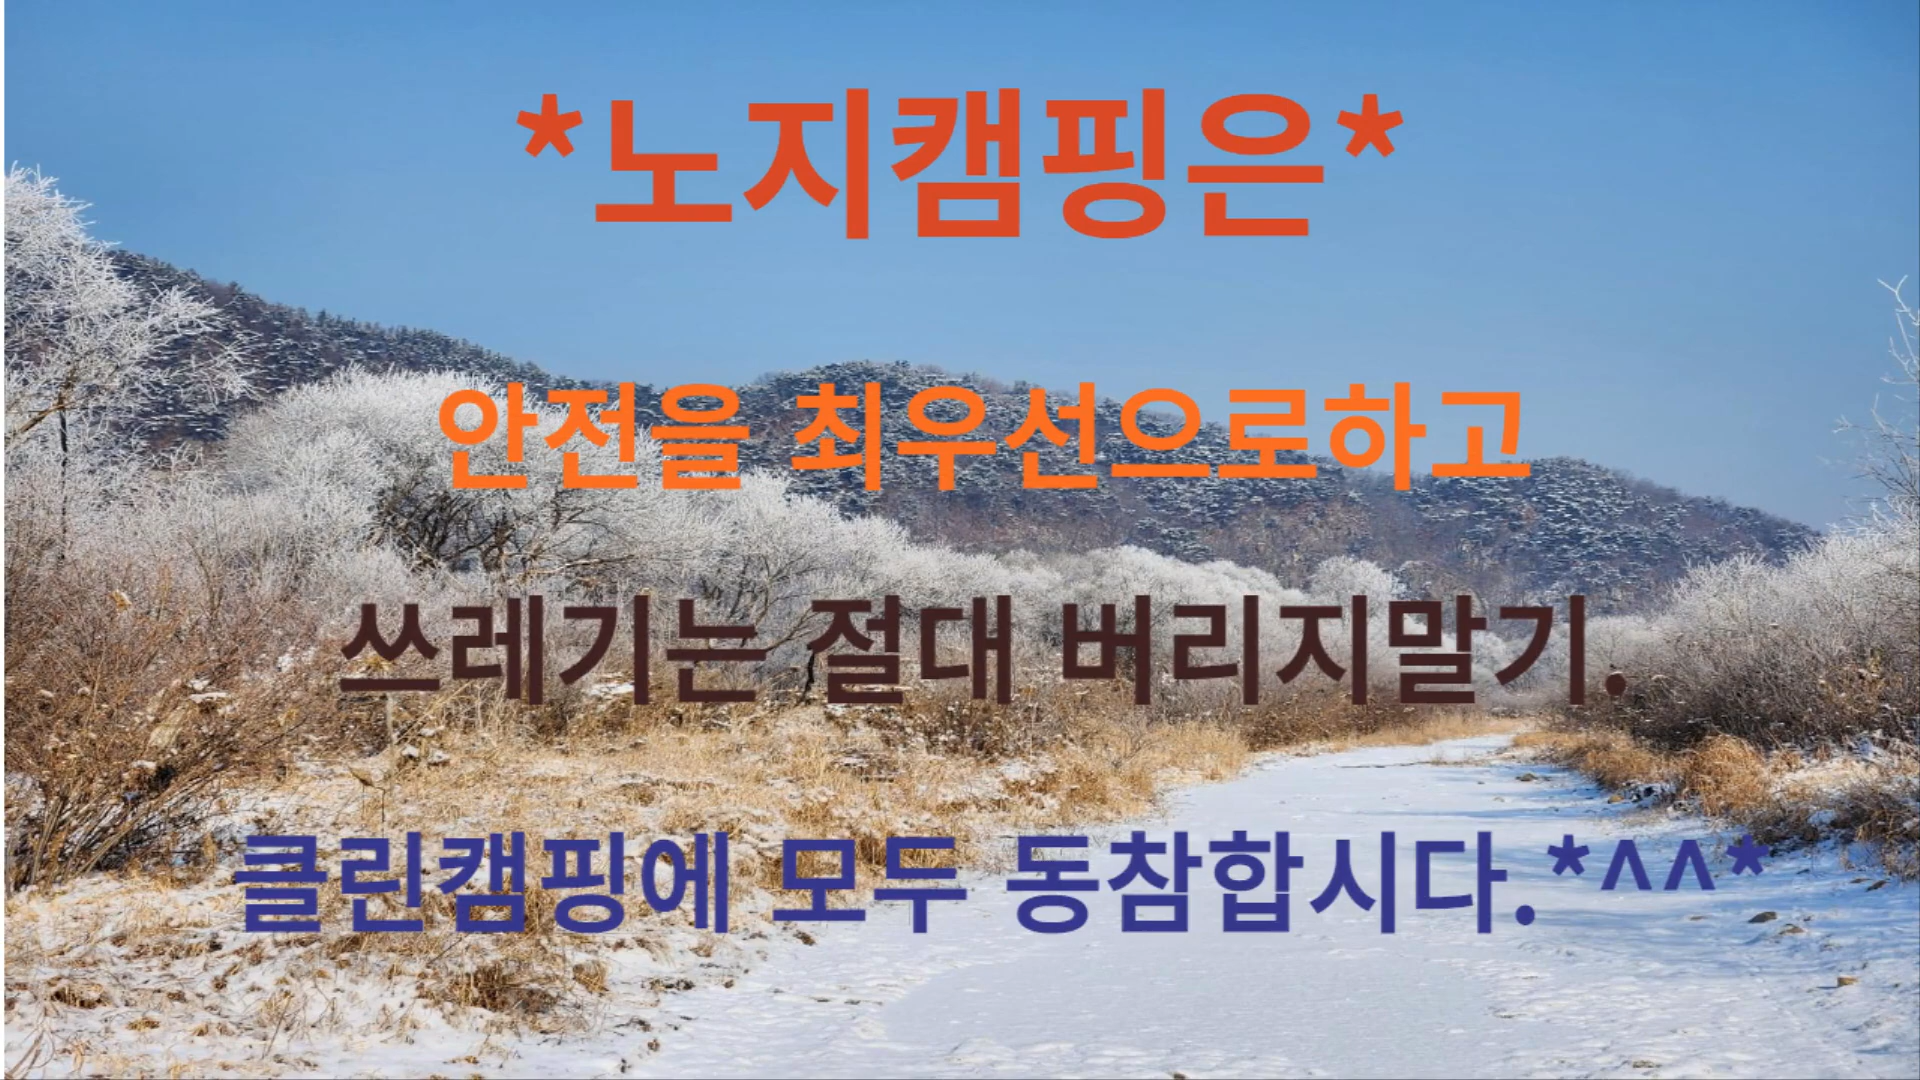 *노지캠핑은*
안전을 최우선으로하고
쓰레기는 절대 버리지말기.
클린캠핑에 모두 동참합시다.*^^*